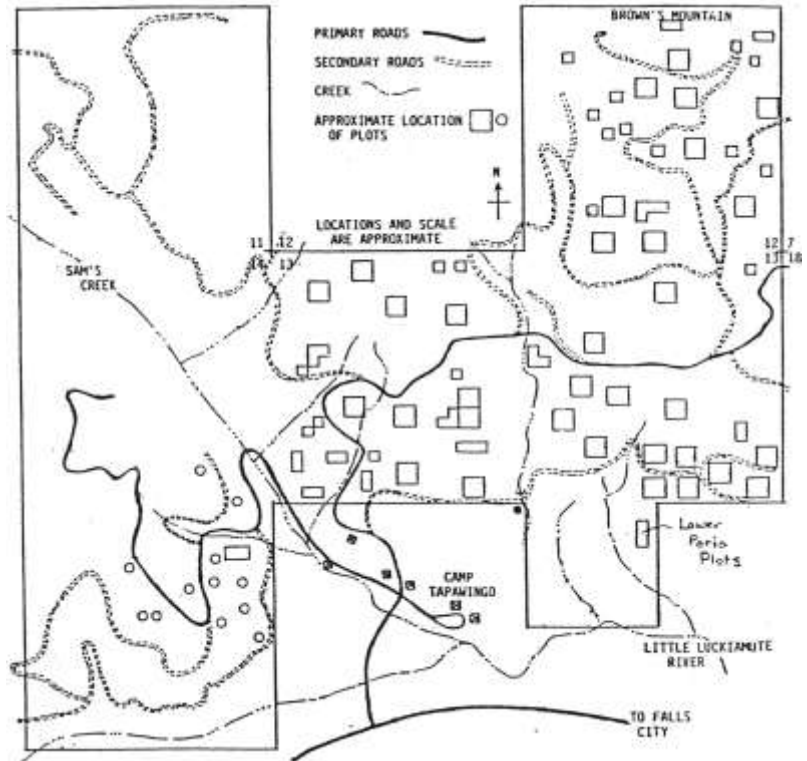 BROWN'S MOUNTAIN
PRIMARY ROADS
SECONDARY ROADS
CREEK
APPROXIMATE LOCATION
OF PLOTS
N
LOCATIONS AND SCALE
ARE APPROXIMATE
11 12
14 13
12 7
13 18
SAM'S
CREEK
Lower
Poria
Plots
CAMP
TAPAWINGO
LITTLE LUCKIAMUTE
RIVER
TO FALLS
CITY